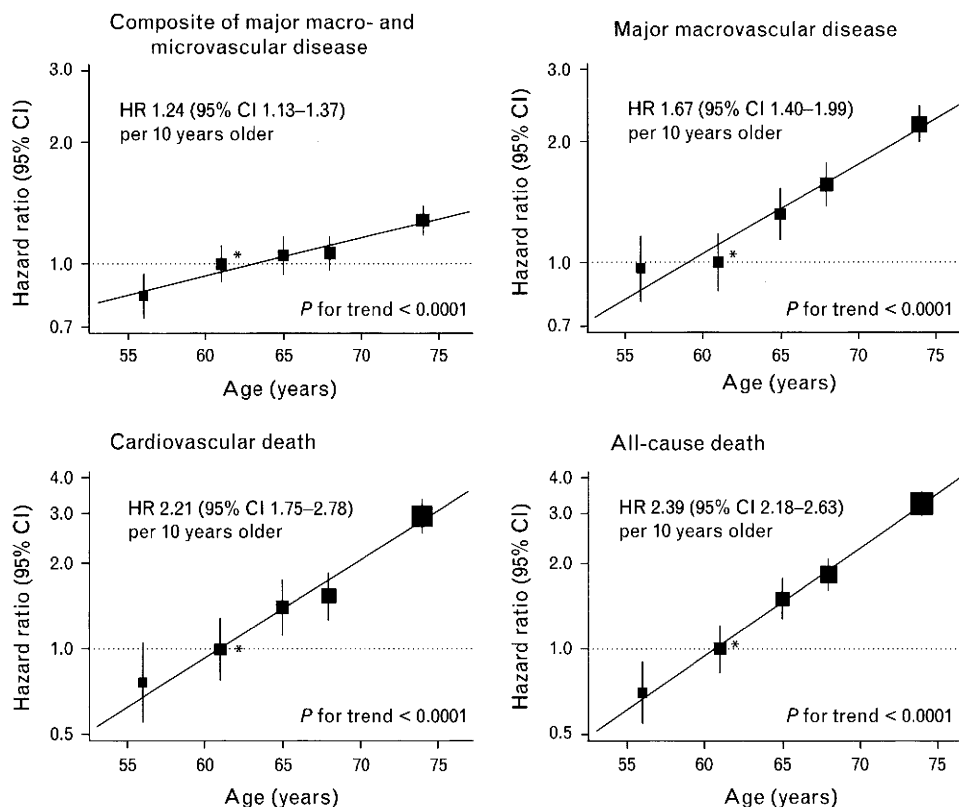 Composite of major macro- and
microvascular disease
Hazard ratio (95% CI)
3.0
2.0
1.0
0.7
HR 1.24 (95% CI 1.13–1.37)
per 10 years older
*
P for trend < 0.0001
55 60 65 70 75
Age (years)
Major macrovascular disease
Hazard ratio (95% CI)
3.0
2.0
1.0
0.7
HR 1.67 (95% CI 1.40–1.99)
per 10 years older
*
P for trend < 0.0001
55 60 65 70 75
Age (years)
Cardiovascular death
Hazard ratio (95% CI)
4.0
3.0
2.0
1.0
0.5
HR 2.21 (95% CI 1.75–2.78)
per 10 years older
*
P for trend < 0.0001
55 60 65 70 75
Age (years)
All-cause death
Hazard ratio (95% CI)
4.0
3.0
2.0
1.0
0.5
HR 2.39 (95% CI 2.18–2.63)
per 10 years older
*
P for trend < 0.0001
55 60 65 70 75
Age (years)